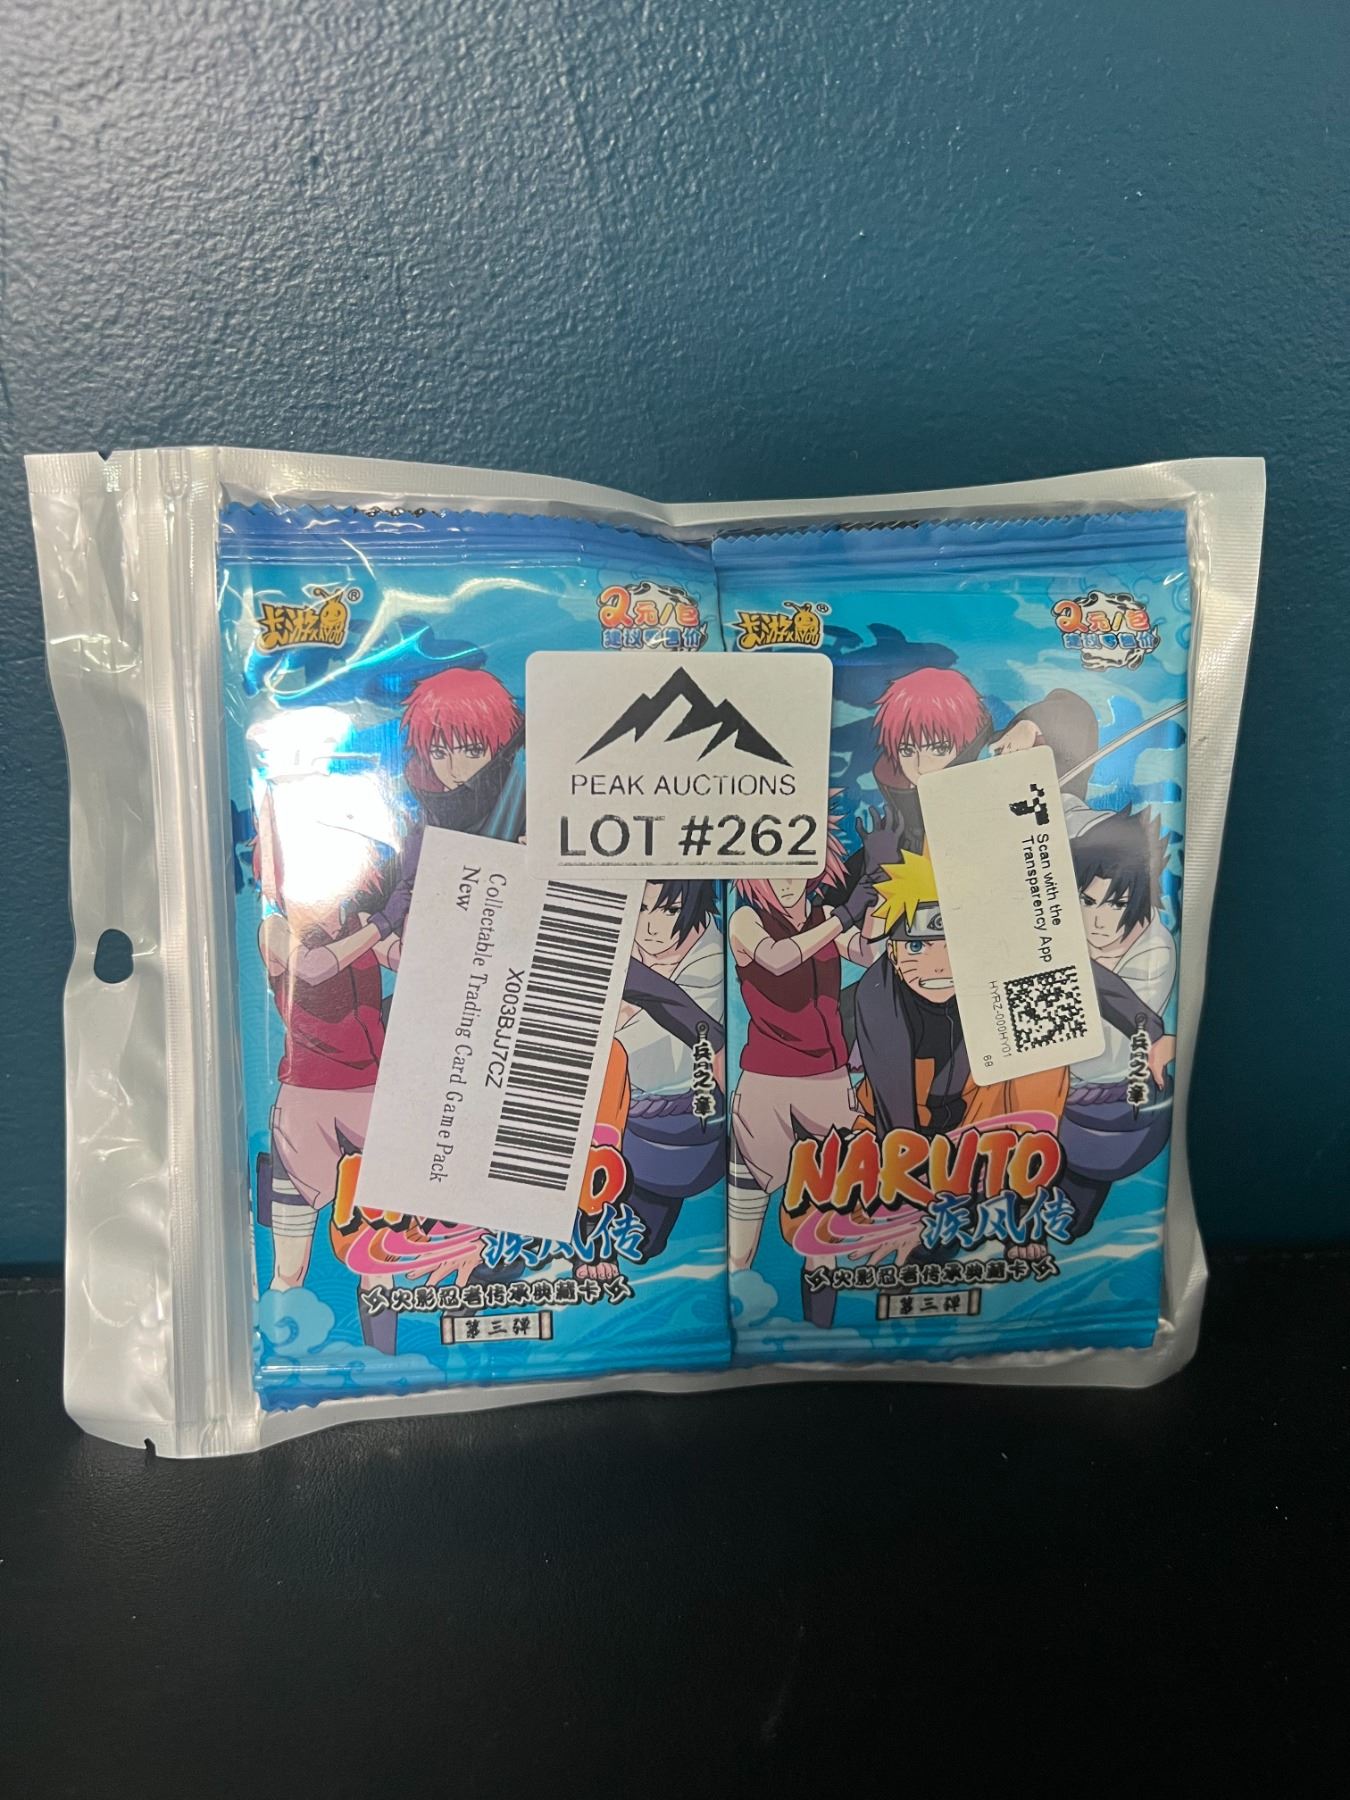 卡游
®
2元/包
建议零售价
卡游
®
2元/包
建议零售价
PEAK AUCTIONS
LOT #262
Scan with the
Transparency App
HYRZ-000HY01
68
X003BJJ7CZ
Collectable Trading Card Game Pack
New
兵之章
兵之章
NARUTO
疾风传
火影忍者传承典藏卡
第三弹
疾风传
火影忍者传承典藏卡
第三弹